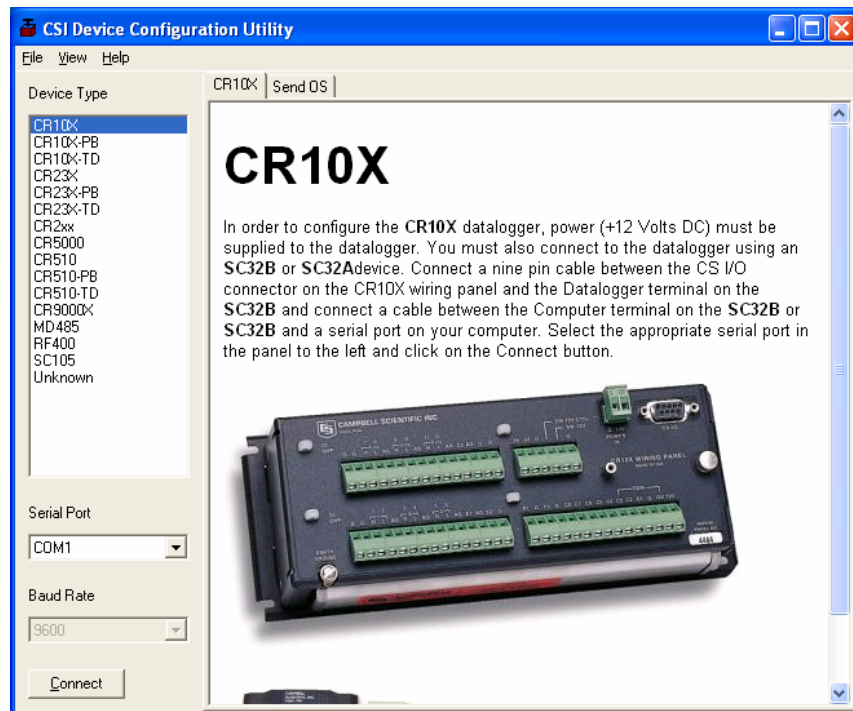 CSI Device Configuration Utility
File View Help
Device Type
CR10X
CR10X-PB
CR10X-TD
CR23X
CR23X-PB
CR23X-TD
CR2xx
CR5000
CR510
CR510-PB
CR510-TD
CR9000X
MD485
RF400
SC105
Unknown
Serial Port
COM1
Baud Rate
9600
Connect
CR10X Send OS
CR10X
In order to configure the CR10X datalogger, power (+12 Volts DC) must be
supplied to the datalogger. You must also connect to the datalogger using an
SC32B or SC32Adevice. Connect a nine pin cable between the CS I/O
connector on the CR10X wiring panel and the Datalogger terminal on the
SC32B and connect a cable between the Computer terminal on the SC32B or
SC32B and a serial port on your computer. Select the appropriate serial port in
the panel to the left and click on the Connect button.
CAMPBELL SCIENTIFIC INC
CR10X WIRING PANEL
4444